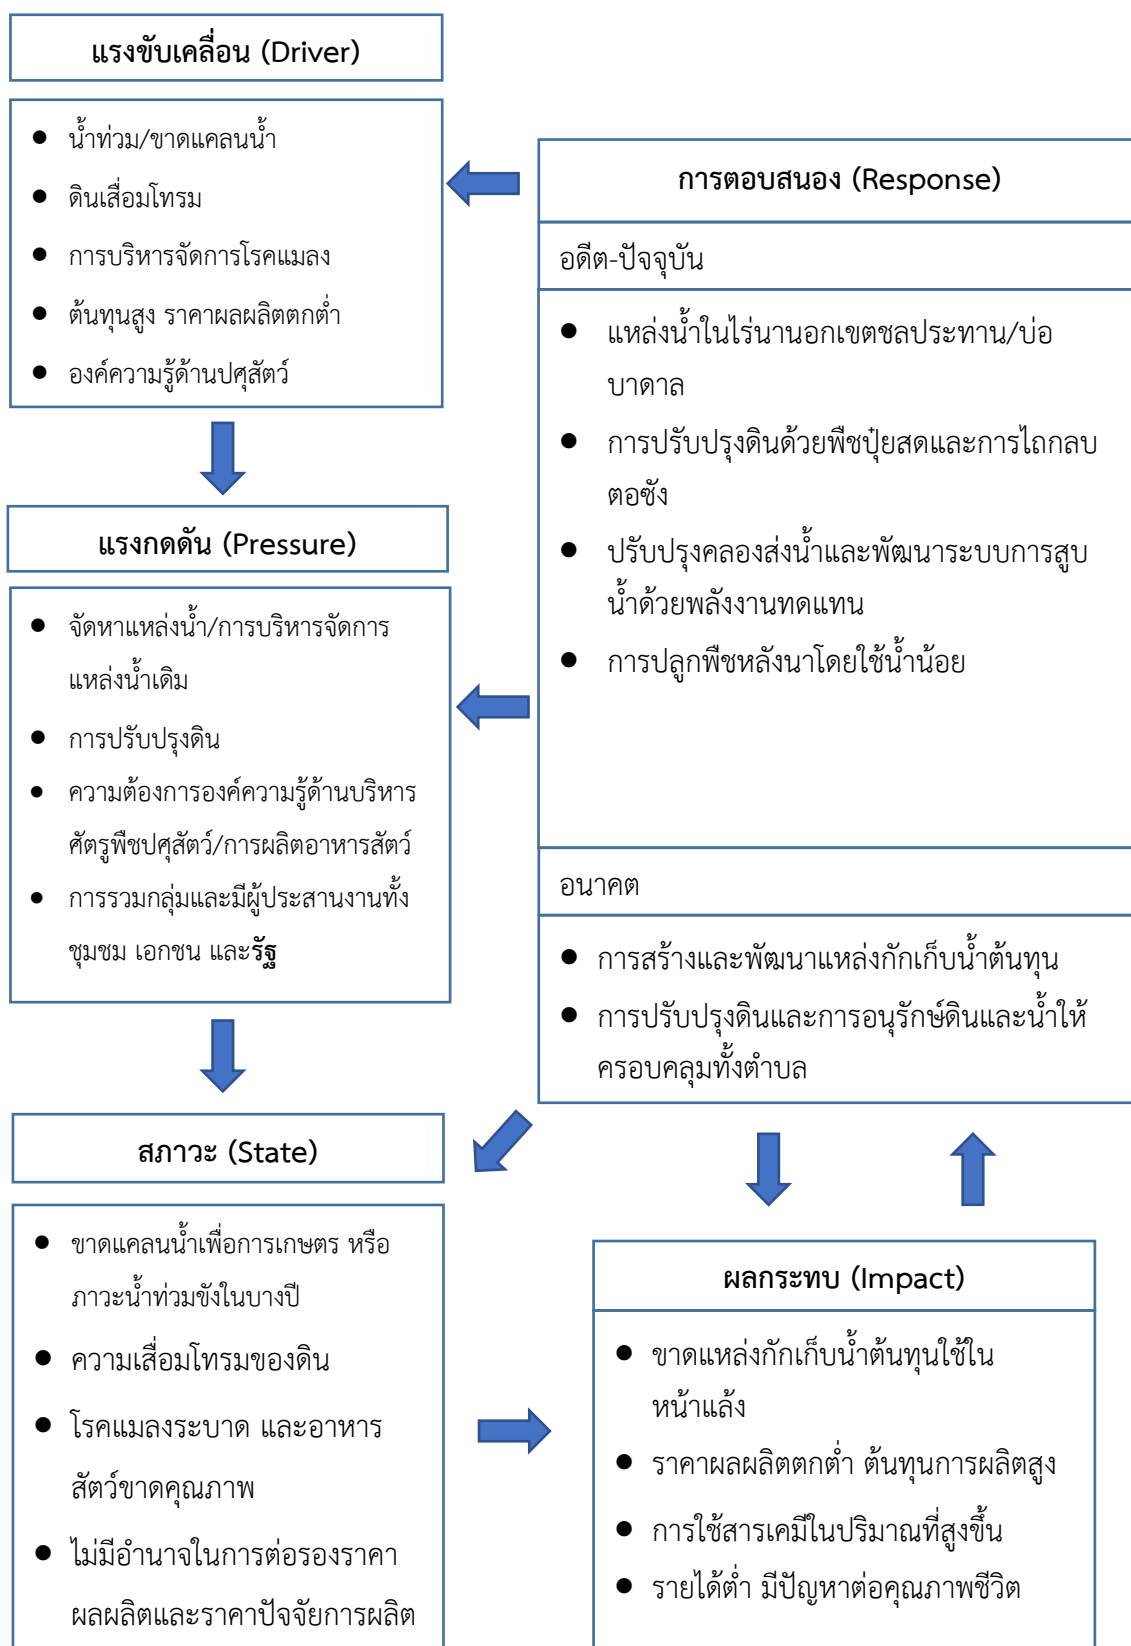 แรงขับเคลื่อน (Driver)
น้ำท่วม/ขาดแคลนน้ำ
ดินเสื่อมโทรม
การบริหารจัดการโรคแมลง
ต้นทุนสูง ราคาผลผลิตตกต่ำ
องค์ความรู้ด้านปศุสัตว์
แรงกดดัน (Pressure)
จัดหาแหล่งน้ำ/การบริหารจัดการ
แหล่งน้ำเดิม
การปรับปรุงดิน
ความต้องการองค์ความรู้ด้านบริหาร
ศัตรูพืชปศุสัตว์/การผลิตอาหารสัตว์
การรวมกลุ่มและมีผู้ประสานงานทั้ง
ชุมชน เอกชน และรัฐ
สภาวะ (State)
ขาดแคลนน้ำเพื่อการเกษตร หรือ
ภาวะน้ำท่วมขังในบางปี
ความเสื่อมโทรมของดิน
โรคแมลงระบาด และอาหาร
สัตว์ขาดคุณภาพ
ไม่มีอำนาจในการต่อรองราคา
ผลผลิตและราคาปัจจัยการผลิต
การตอบสนอง (Response)
อดีต-ปัจจุบัน
แหล่งน้ำในไร่นานอกเขตชลประทาน/บ่อ
บาดาล
การปรับปรุงดินด้วยพืชปุ๋ยสดและการไถกลบ
ตอซัง
ปรับปรุงคลองส่งน้ำและพัฒนาระบบการสูบ
น้ำด้วยพลังงานทดแทน
การปลูกพืชหลังนาโดยใช้น้ำน้อย
อนาคต
การสร้างและพัฒนาแหล่งกักเก็บน้ำต้นทุน
การปรับปรุงดินและการอนุรักษ์ดินและน้ำให้
ครอบคลุมทั้งตำบล
ผลกระทบ (Impact)
ขาดแหล่งกักเก็บน้ำต้นทุนใช้ใน
หน้าแล้ง
ราคาผลผลิตตกต่ำ ต้นทุนการผลิตสูง
การใช้สารเคมีในปริมาณที่สูงขึ้น
รายได้ต่ำ มีปัญหาต่อคุณภาพชีวิต